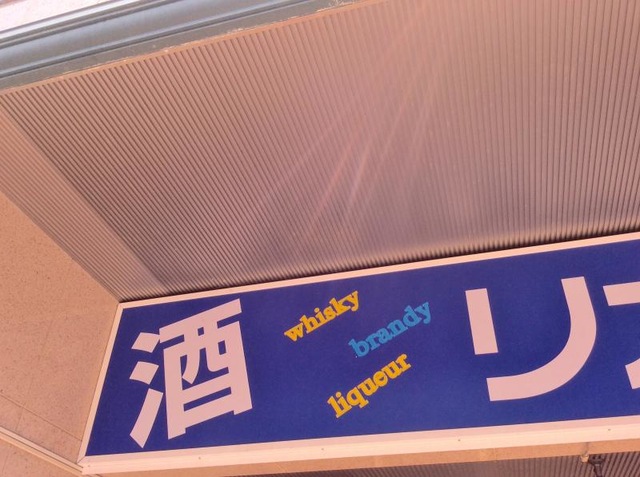 酒
whisky
brandy
liqueur
リ